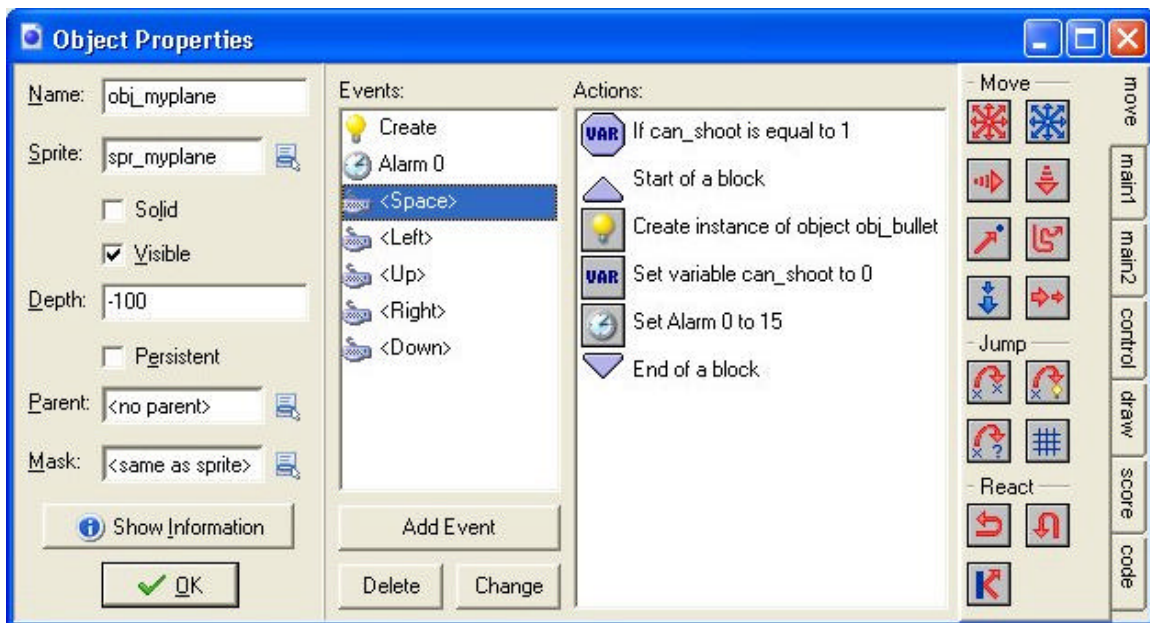 Object Properties
Name: obj_myplane
Sprite: spr_myplane
Solid
Visible
Depth: -100
Persistent
Parent: <no parent>
Mask: <same as sprite>
Show Information
OK
Events:
Create
Alarm 0
<Space>
<Left>
<Up>
<Right>
<Down>
Add Event
Delete Change
Actions:
VAR If can_shoot is equal to 1
Start of a block
Create instance of object obj_bullet
VAR Set variable can_shoot to 0
Set Alarm 0 to 15
End of a block
Move
Jump
React
move
main1
main2
control
draw
score
code